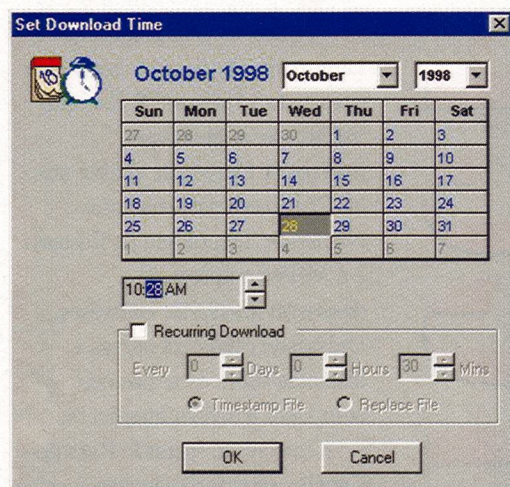 Set Download Time
October 1998 October 1998
Sun Mon Tue Wed Thu Fri Sat
27 28 29 30 1 2 3
4 5 6 7 8 9 10
11 12 13 14 15 16 17
18 19 20 21 22 23 24
25 26 27 28 29 30 31
1 2 3 4 5 6 7
10:28 AM
Recurring Download
Every 0 Days 0 Hours 30 Mins
Timestamp File Replace File
OK Cancel